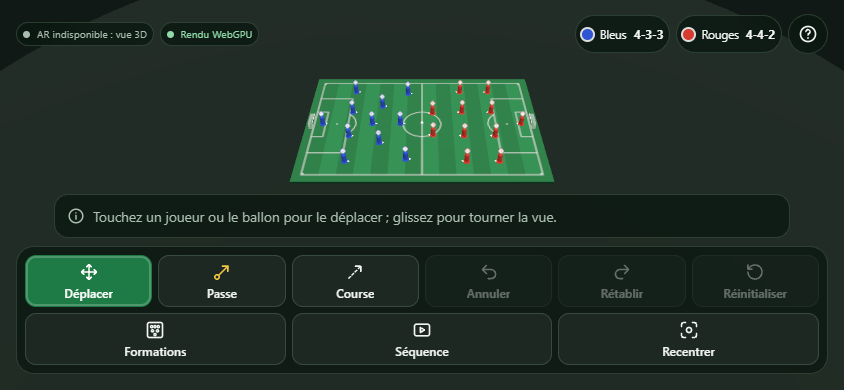 AR indisponible : vue 3D
Rendu WebGPU
Bleus 4-3-3
Rouges 4-4-2
Touchez un joueur ou le ballon pour le déplacer ; glissez pour tourner la vue.
Déplacer
Passe
Course
Annuler
Rétablir
Réinitialiser
Formations
Séquence
Recentrer